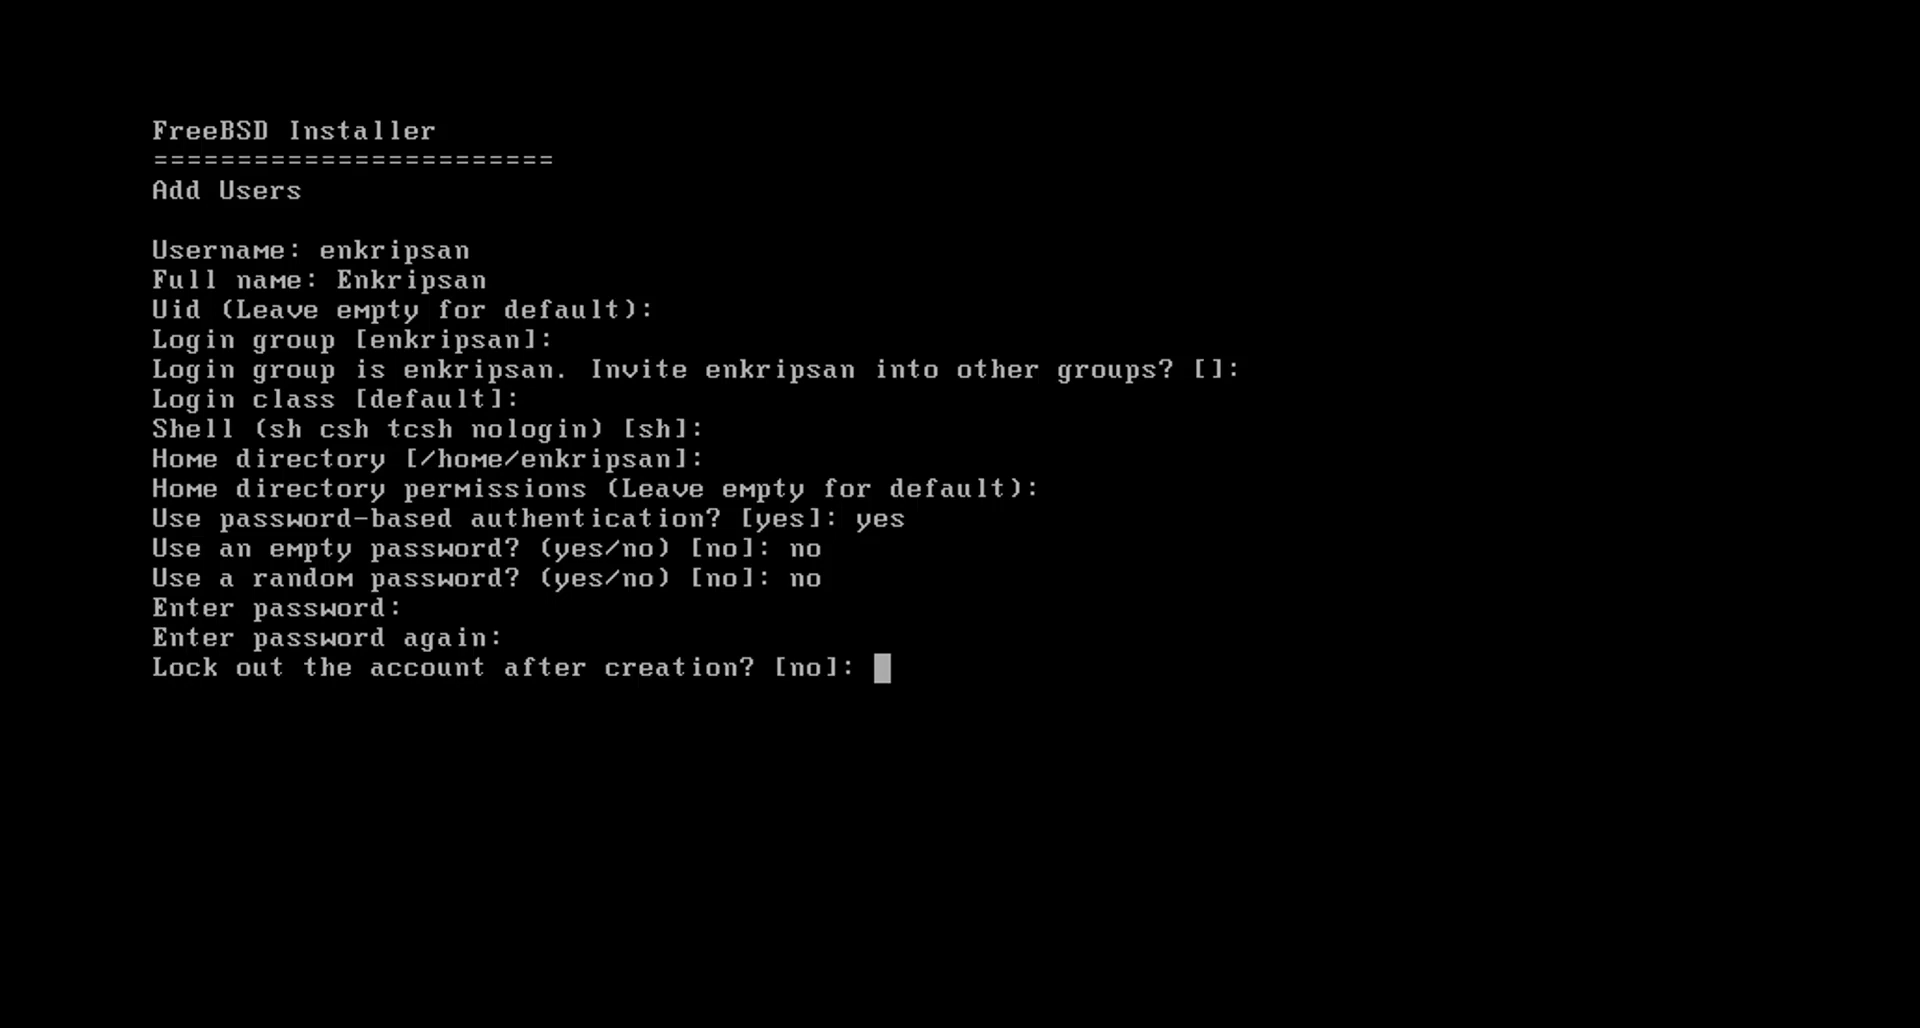 FreeBSD Installer
========================
Add Users
Username: enkripsan
Full name: Enkripsan
Uid (Leave empty for default):
Login group [enkripsan]:
Login group is enkripsan. Invite enkripsan into other groups? []:
Login class [default]:
Shell (sh csh tcsh nologin) [sh]:
Home directory [/home/enkripsan]:
Home directory permissions (Leave empty for default):
Use password-based authentication? [yes]: yes
Use an empty password? (yes/no) [no]: no
Use a random password? (yes/no) [no]: no
Enter password:
Enter password again:
Lock out the account after creation? [no]: